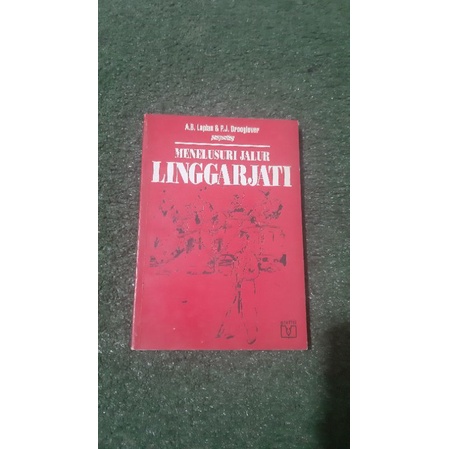 A.B. Lapian & P.J. Drooglever
penyunting
MENELUSURI JALUR
LINGGARJATI